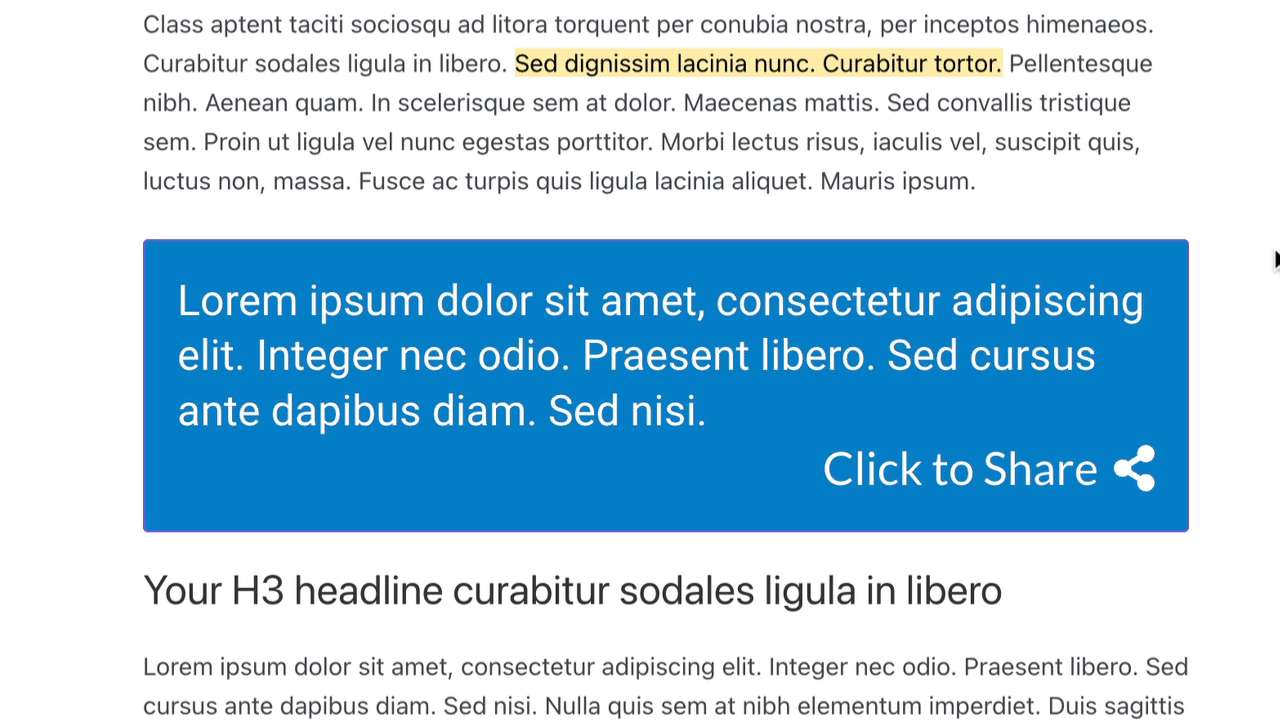 Class aptent taciti sociosqu ad litora torquent per conubia nostra, per inceptos himenaeos.
Curabitur sodales ligula in libero. Sed dignissim lacinia nunc. Curabitur tortor. Pellentesque
nibh. Aenean quam. In scelerisque sem at dolor. Maecenas mattis. Sed convallis tristique
sem. Proin ut ligula vel nunc egestas porttitor. Morbi lectus risus, iaculis vel, suscipit quis,
luctus non, massa. Fusce ac turpis quis ligula lacinia aliquet. Mauris ipsum.
Lorem ipsum dolor sit amet, consectetur adipiscing
elit. Integer nec odio. Praesent libero. Sed cursus
ante dapibus diam. Sed nisi.
Click to Share
Your H3 headline curabitur sodales ligula in libero
Lorem ipsum dolor sit amet, consectetur adipiscing elit. Integer nec odio. Praesent libero. Sed
cursus ante dapibus diam. Sed nisi. Nulla quis sem at nibh elementum imperdiet. Duis sagittis